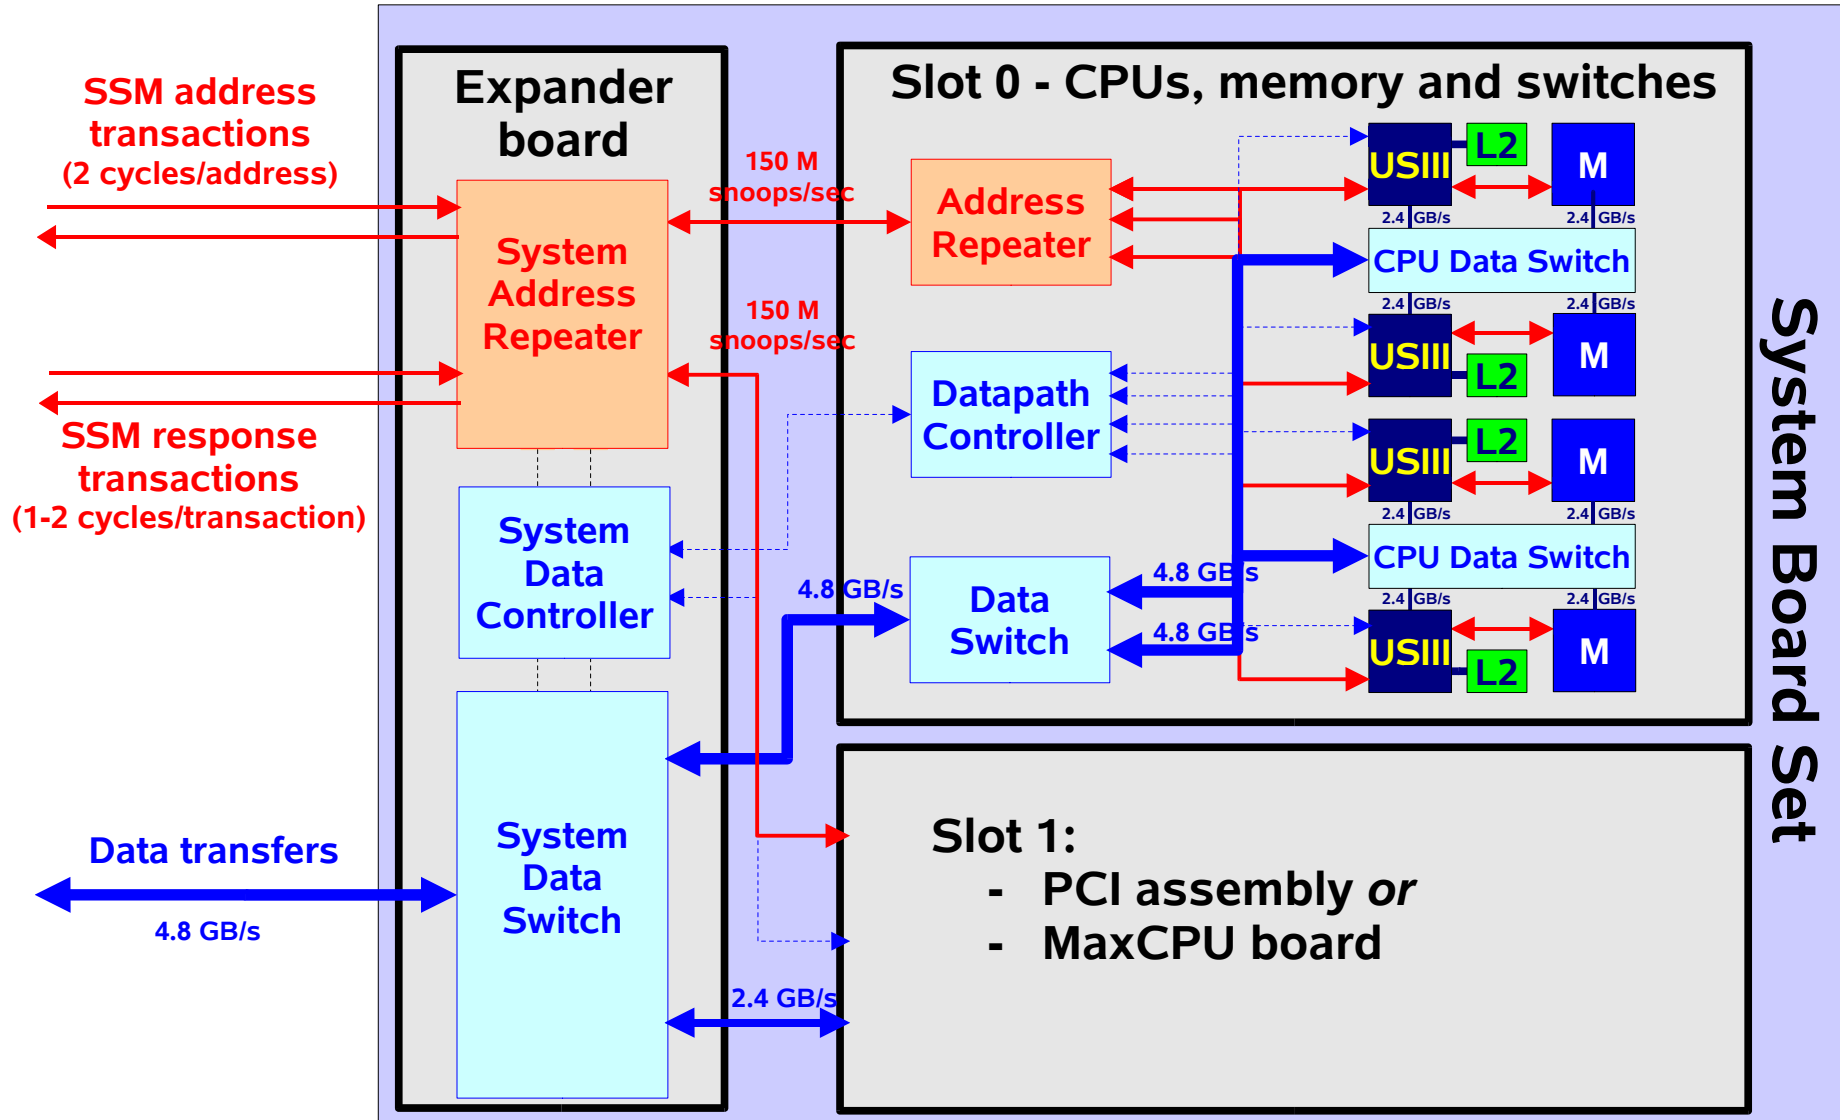 SSM address
transactions
(2 cycles/address)
SSM response
transactions
(1-2 cycles/transaction)
Data transfers
4.8 GB/s
Expander
board
System
Address
Repeater
System
Data
Controller
System
Data
Switch
150 M
snoops/sec
150 M
snoops/sec
4.8 GB/s
2.4 GB/s
Slot 0 - CPUs, memory and switches
Address
Repeater
Datapath
Controller
Data
Switch
4.8 GB/s
4.8 GB/s
USIII
L2
M
2.4 GB/s
2.4 GB/s
CPU Data Switch
2.4 GB/s
2.4 GB/s
USIII
L2
M
USIII
L2
M
2.4 GB/s
2.4 GB/s
CPU Data Switch
2.4 GB/s
2.4 GB/s
USIII
L2
M
Slot 1:
- PCI assembly or
- MaxCPU board
System Board Set